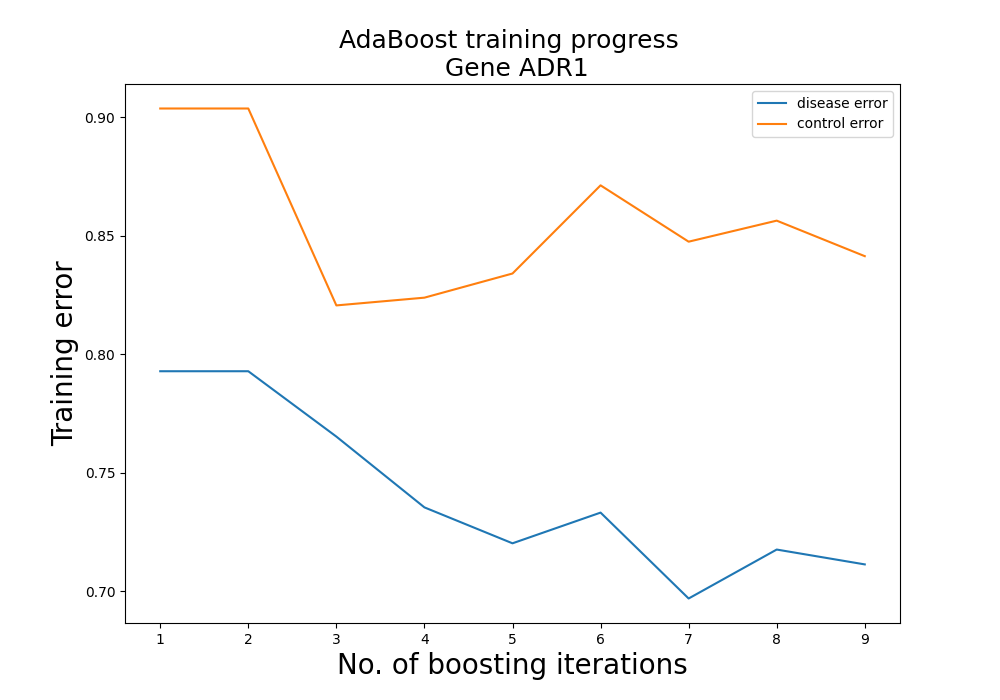 AdaBoost training progress
Gene ADR1
disease error
control error
0.90
0.85
0.80
0.75
0.70
Training error
1 2 3 4 5 6 7 8 9
No. of boosting iterations